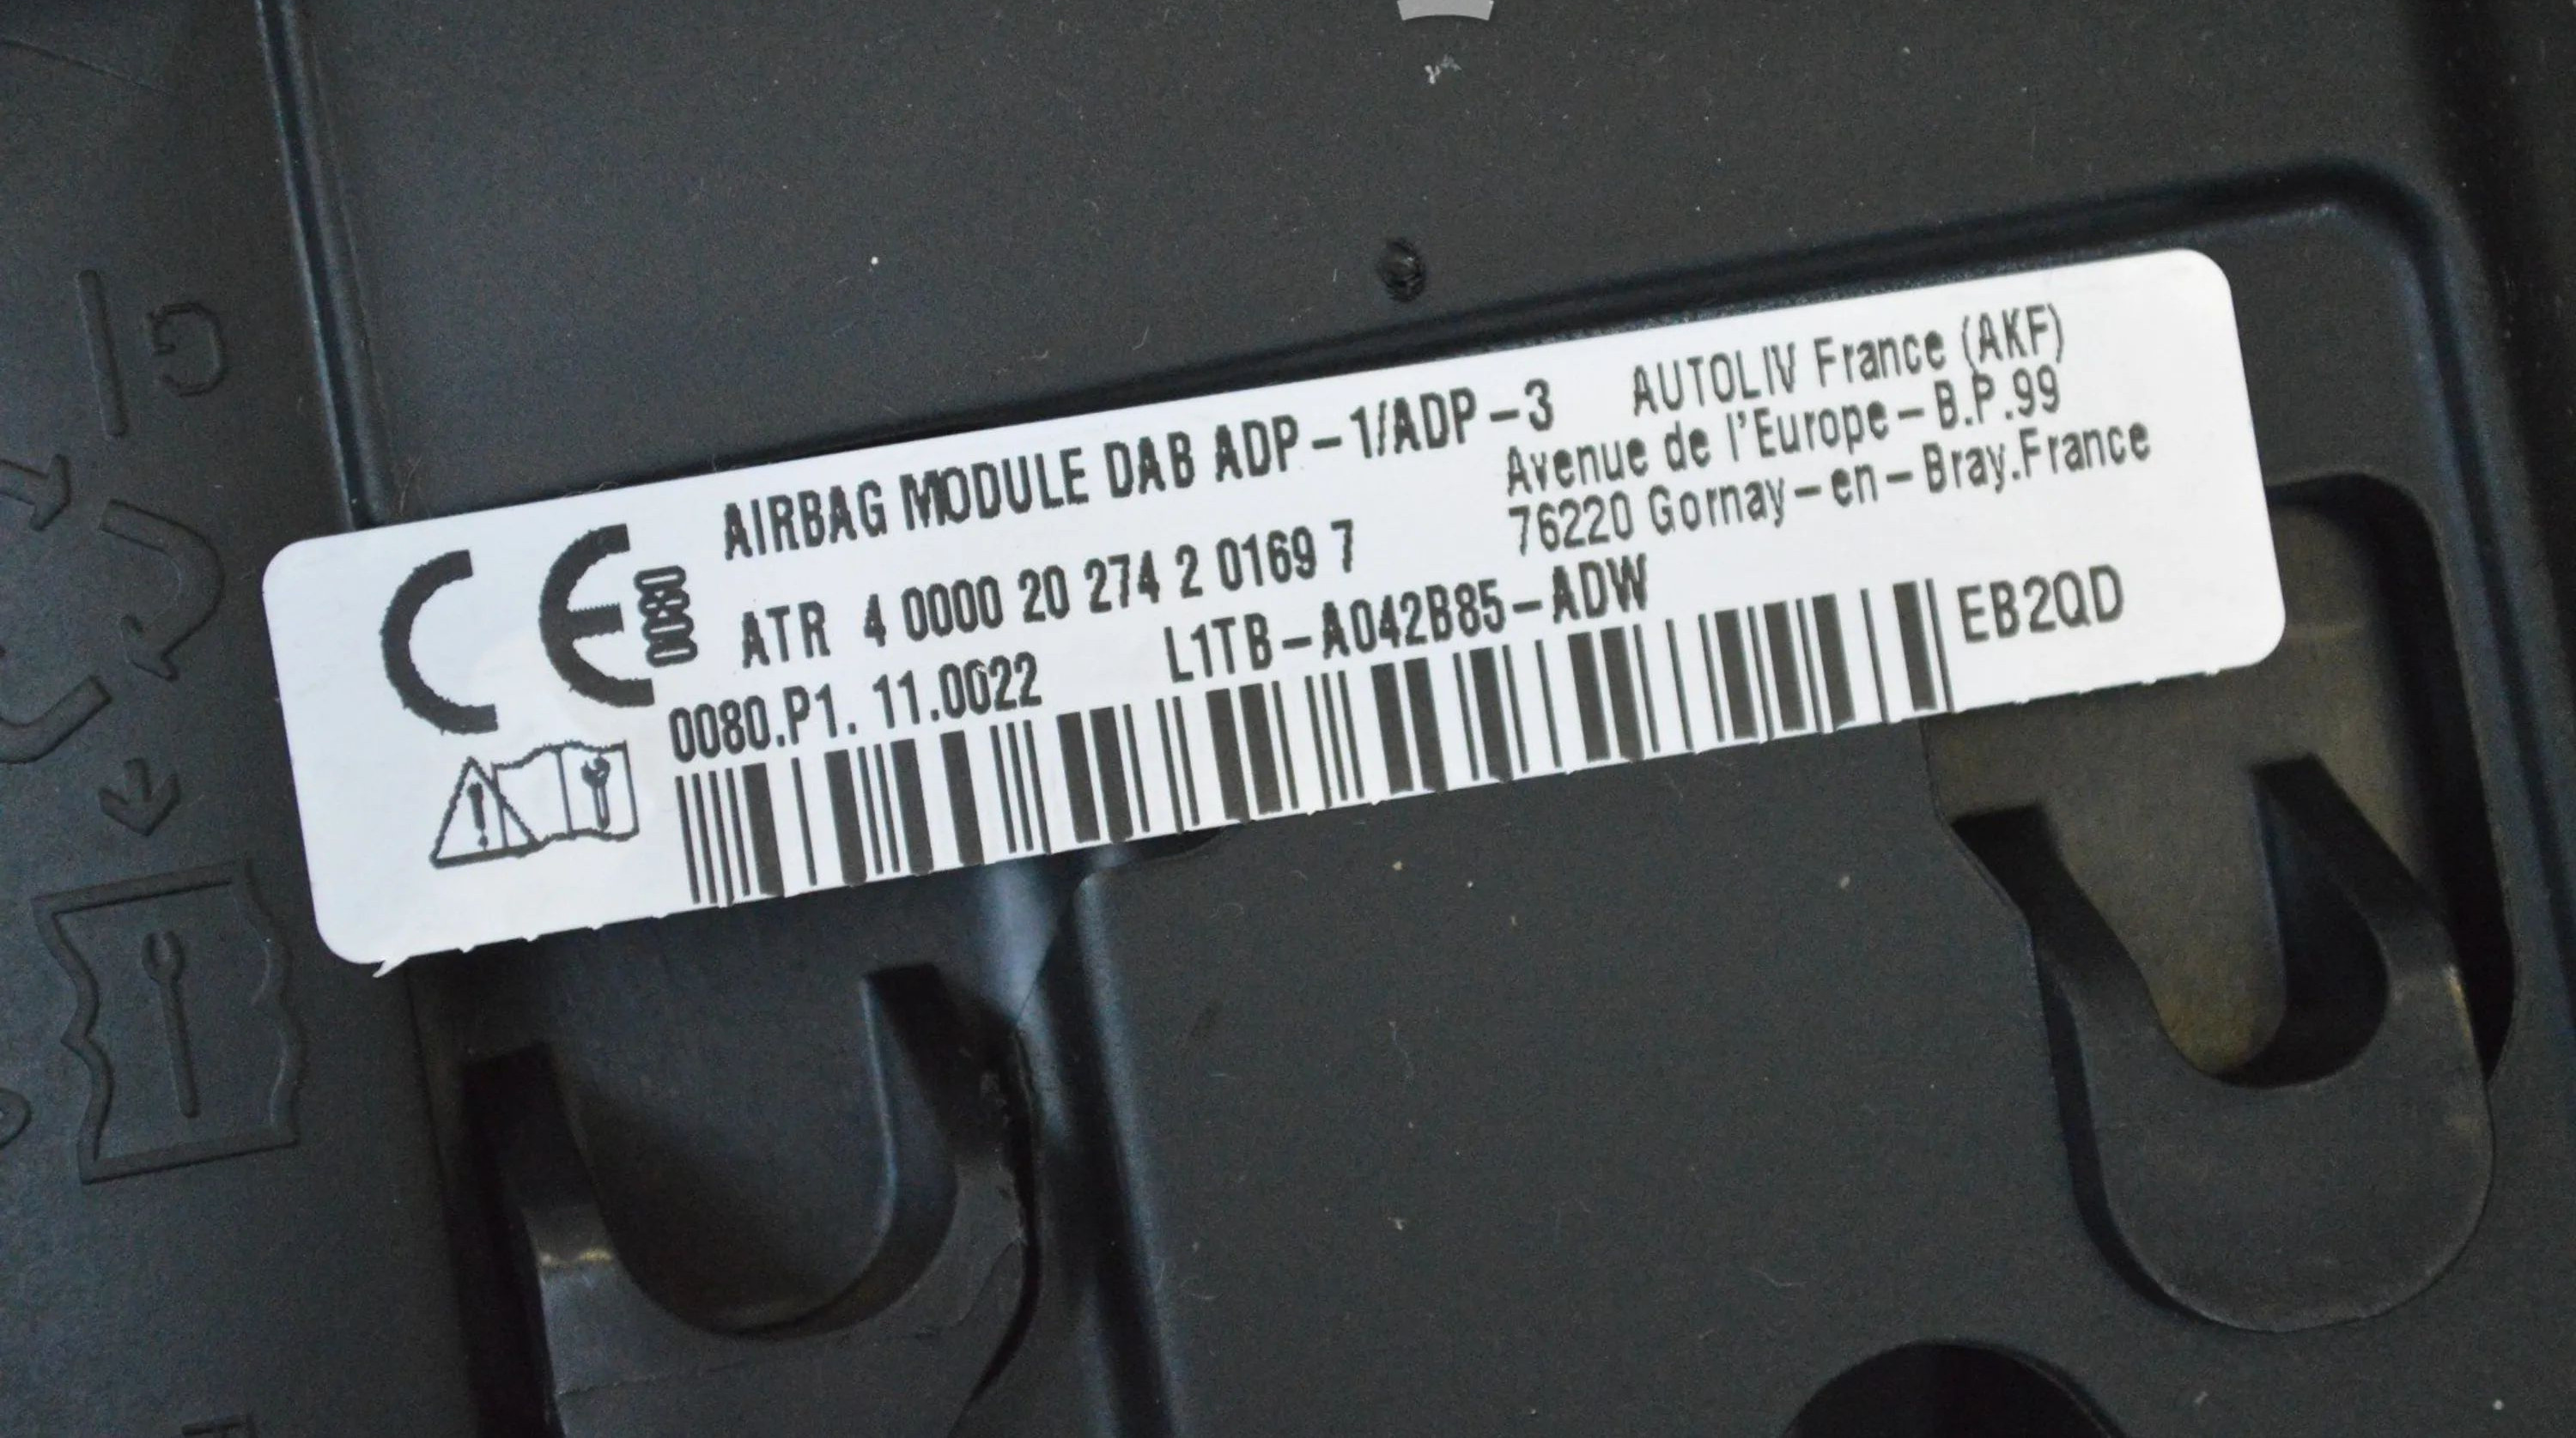 AIRBAG MODULE DAB ADP-1/ADP-3
AUTOLIV France (AKF)
Avenue de l'Europe-B.P.99
76220 Gornay-en-Bray.France
CE 0080
ATR 4 0000 20 274 2 0169 7
0080.P1. 11.0022
L1TB-A042B85-ADW
EB2QD